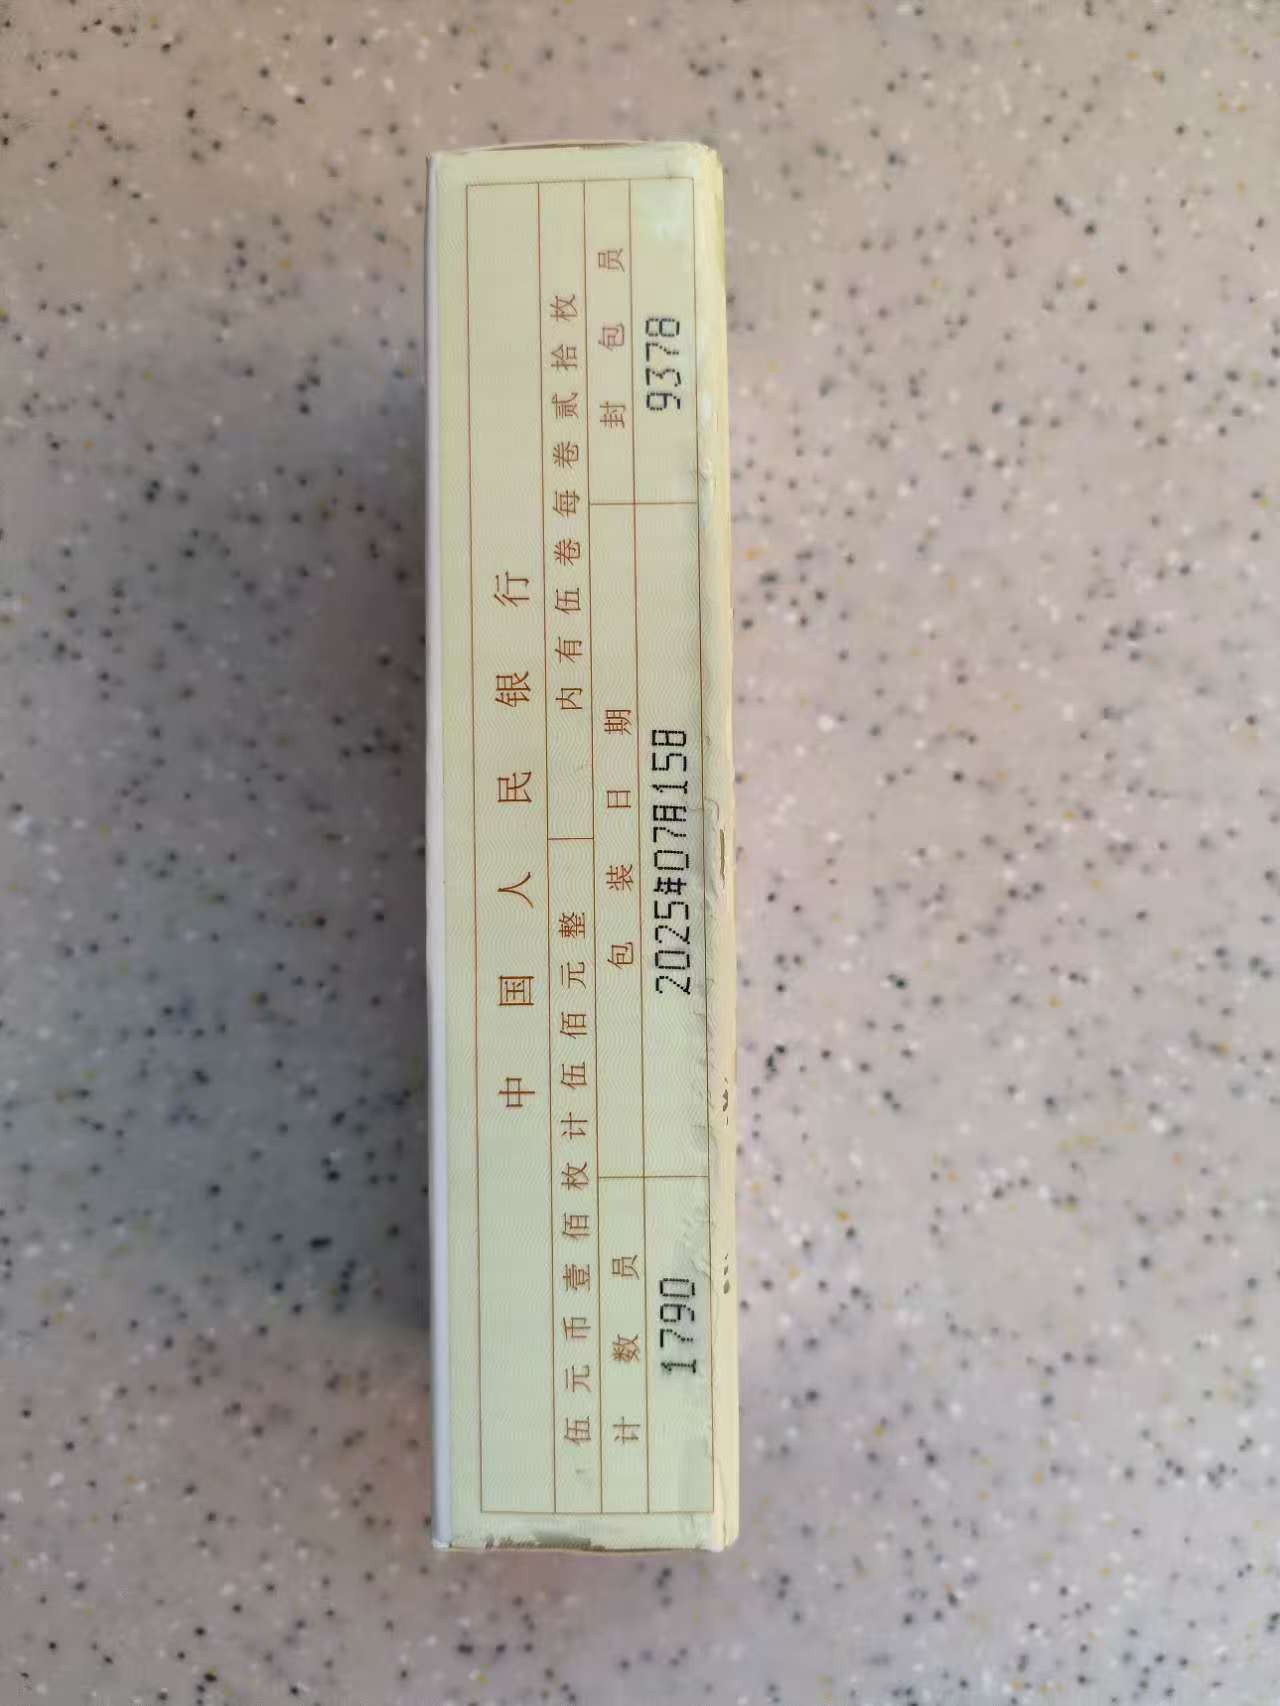 中国人民银行
伍元币壹佰枚计伍佰元整 内有伍卷每卷贰拾枚
计数员 包装日期 封包员
1790 2025年07月15日 9378